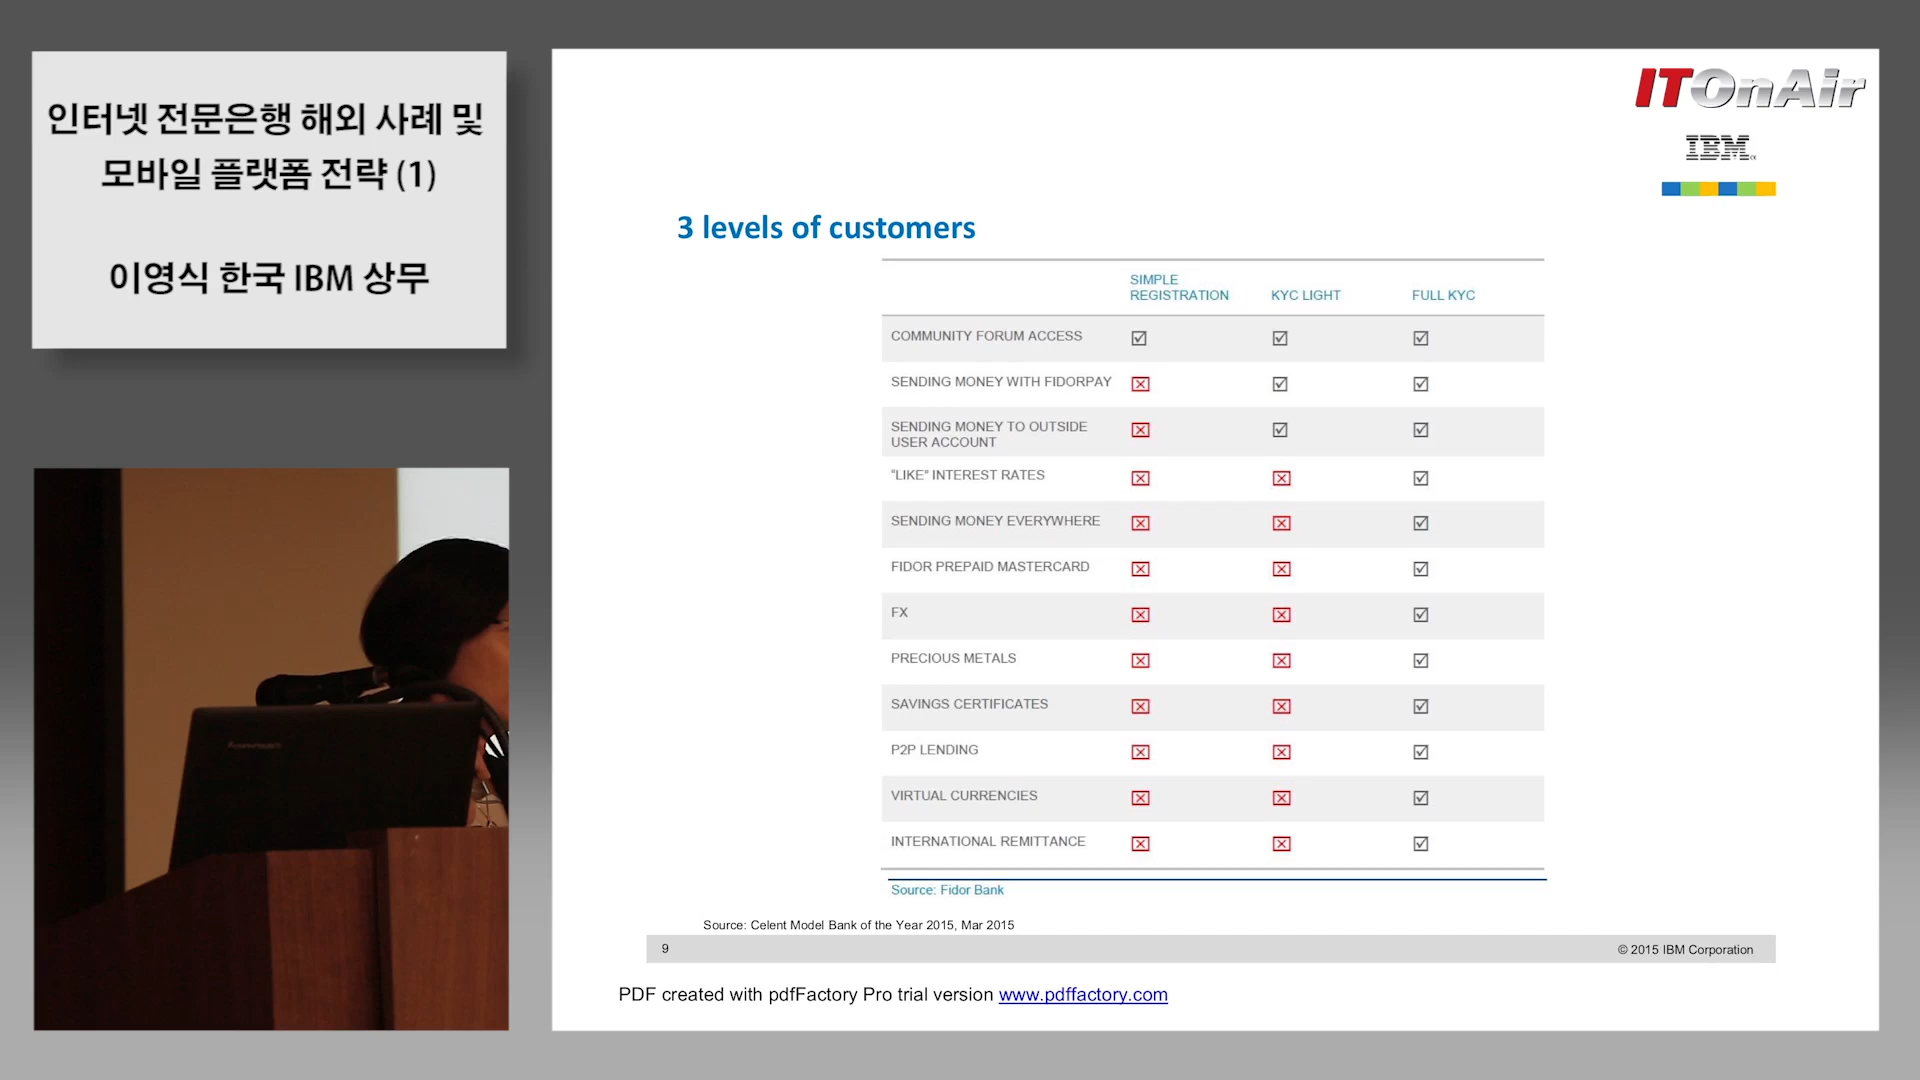 인터넷 전문은행 해외 사례 및
모바일 플랫폼 전략 (1)
이영식 한국 IBM 상무
ITOnAir
IBM
3 levels of customers
SIMPLE REGISTRATION KYC LIGHT FULL KYC
COMMUNITY FORUM ACCESS ☑ ☑ ☑
SENDING MONEY WITH FIDORPAY ☒ ☑ ☑
SENDING MONEY TO OUTSIDE
USER ACCOUNT ☒ ☑ ☑
“LIKE” INTEREST RATES ☒ ☒ ☑
SENDING MONEY EVERYWHERE ☒ ☒ ☑
FIDOR PREPAID MASTERCARD ☒ ☒ ☑
FX ☒ ☒ ☑
PRECIOUS METALS ☒ ☒ ☑
SAVINGS CERTIFICATES ☒ ☒ ☑
P2P LENDING ☒ ☒ ☑
VIRTUAL CURRENCIES ☒ ☒ ☑
INTERNATIONAL REMITTANCE ☒ ☒ ☑
Source: Fidor Bank
Source: Celent Model Bank of the Year 2015, Mar 2015
9 © 2015 IBM Corporation
PDF created with pdfFactory Pro trial version www.pdffactory.com